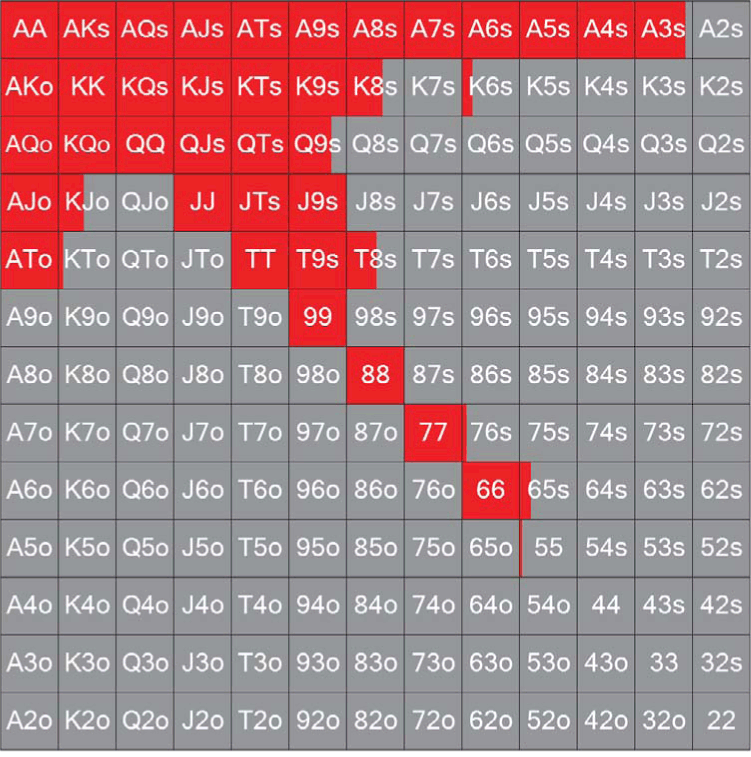 AA AKs AQs AJs ATs A9s A8s A7s A6s A5s A4s A3s A2s
AKo KK KQs KJs KTs K9s K8s K7s K6s K5s K4s K3s K2s
AQo KQo QQ QJs QTs Q9s Q8s Q7s Q6s Q5s Q4s Q3s Q2s
AJo KJo QJo JJ JTs J9s J8s J7s J6s J5s J4s J3s J2s
ATo KTo QTo JTo TT T9s T8s T7s T6s T5s T4s T3s T2s
A9o K9o Q9o J9o T9o 99 98s 97s 96s 95s 94s 93s 92s
A8o K8o Q8o J8o T8o 98o 88 87s 86s 85s 84s 83s 82s
A7o K7o Q7o J7o T7o 97o 87o 77 76s 75s 74s 73s 72s
A6o K6o Q6o J6o T6o 96o 86o 76o 66 65s 64s 63s 62s
A5o K5o Q5o J5o T5o 95o 85o 75o 65o 55 54s 53s 52s
A4o K4o Q4o J4o T4o 94o 84o 74o 64o 54o 44 43s 42s
A3o K3o Q3o J3o T3o 93o 83o 73o 63o 53o 43o 33 32s
A2o K2o Q2o J2o T2o 92o 82o 72o 62o 52o 42o 32o 22